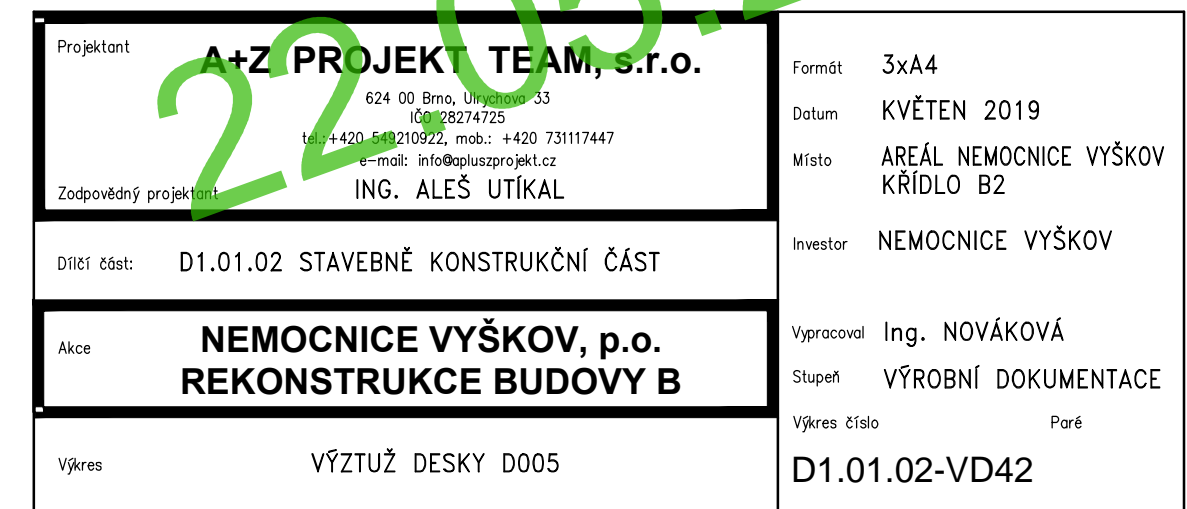 Projektant
A+Z PROJEKT TEAM, s.r.o.
624 00 Brno, Ulrychova 33
IČO 28274725
tel.:+420 549210922, mob.: +420 731117447
e-mail: info@apluszprojekt.cz
Zodpovědný projektant
ING. ALEŠ UTÍKAL
Dílčí část:
D1.01.02 STAVEBNĚ KONSTRUKČNÍ ČÁST
Akce
NEMOCNICE VYŠKOV, p.o.
REKONSTRUKCE BUDOVY B
Výkres
VÝZTUŽ DESKY D005
Formát 3xA4
Datum KVĚTEN 2019
Místo AREÁL NEMOCNICE VYŠKOV
KŘÍDLO B2
Investor NEMOCNICE VYŠKOV
Vypracoval Ing. NOVÁKOVÁ
Stupeň VÝROBNÍ DOKUMENTACE
Výkres číslo Paré
D1.01.02-VD42